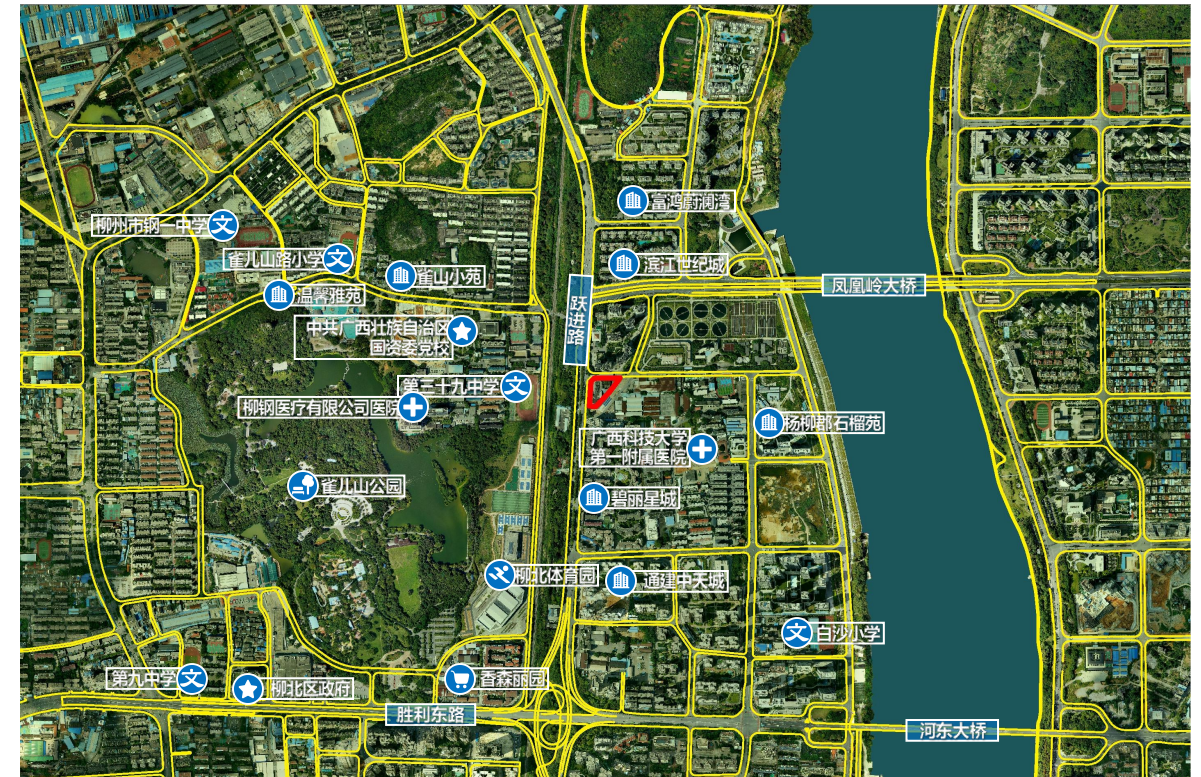 富鸿尉澜湾
柳州市钢一中学
文
雀儿山路小学
文
滨江世纪城
雀山小苑
凤凰岭大桥
温馨雅苑
跃进路
中共广西壮族自治区
国资委党校
第三十九中学
文
柳钢医疗有限公司医院
杨柳郡石榴苑
广西科技大学
第一附属医院
雀儿山公园
碧丽星城
柳北体育园
通建中天城
文
白沙小学
第九中学
文
香森丽园
柳北区政府
胜利东路
河东大桥